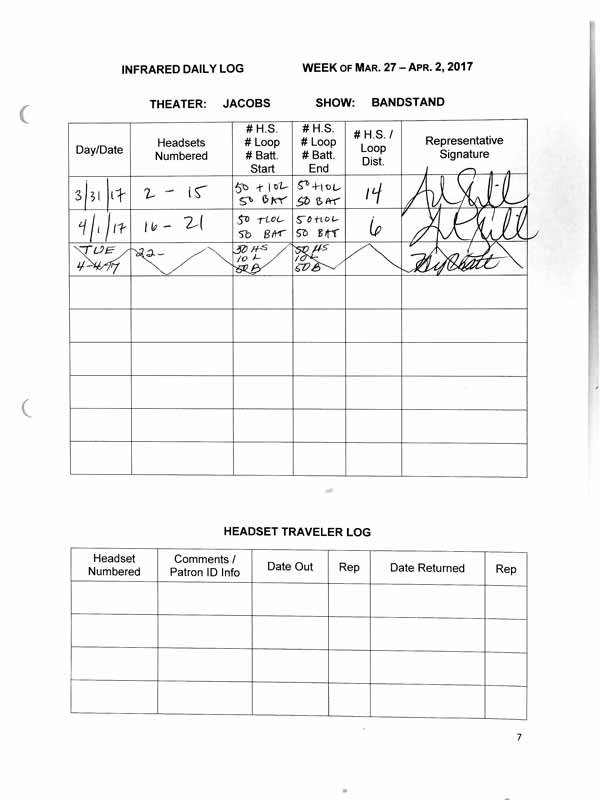 INFRARED DAILY LOG WEEK OF MAR. 27 – APR. 2, 2017
THEATER: JACOBS SHOW: BANDSTAND
Day/Date
Headsets
Numbered
# H.S.
# Loop
# Batt.
Start
# H.S.
# Loop
# Batt.
End
# H.S. /
Loop
Dist.
Representative
Signature
3/31/17
2 - 15
50 + 10L
50 BAT
50 + 10L
50 BAT
14
4/1/17
16 - 21
50 +10L
50 BAT
50+10L
50 BAT
6
TUE
4-4-17
22-
50 HS
10 L
50 B
50 HS
10 L
50 B
HEADSET TRAVELER LOG
Headset
Numbered
Comments /
Patron ID Info
Date Out
Rep
Date Returned
Rep
7